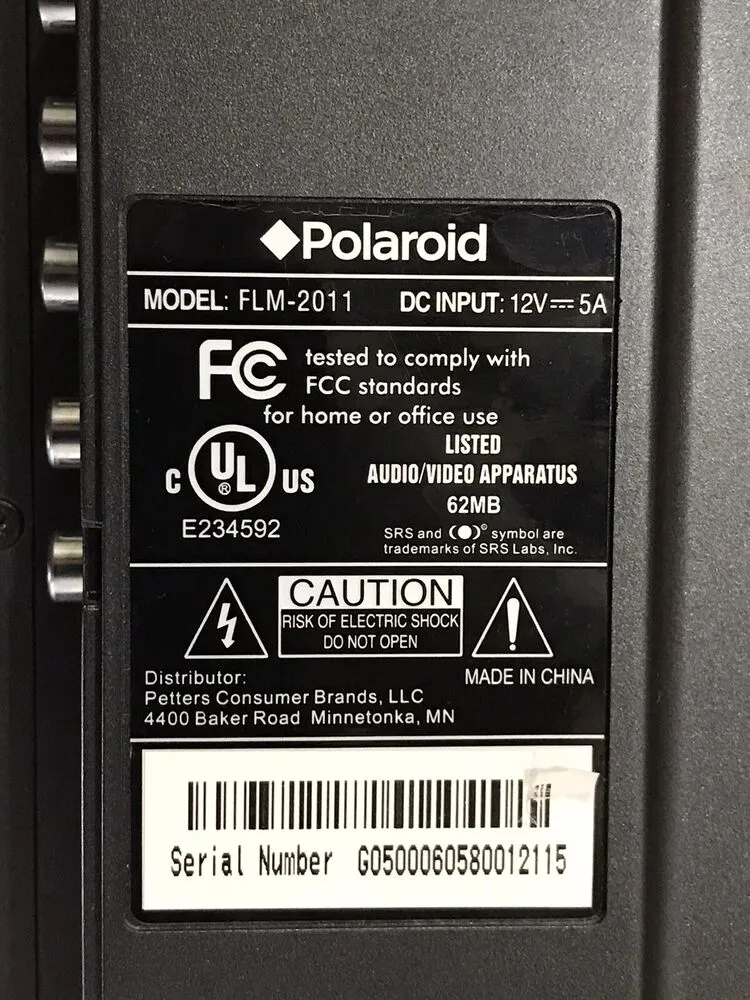 Polaroid
MODEL: FLM-2011 DC INPUT: 12V⎓5A
FC tested to comply with
FCC standards
for home or office use
C UL® US
LISTED
AUDIO/VIDEO APPARATUS
62MB
E234592
SRS and (●)® symbol are
trademarks of SRS Labs, Inc.
CAUTION
RISK OF ELECTRIC SHOCK
DO NOT OPEN
Distributor:
MADE IN CHINA
Petters Consumer Brands, LLC
4400 Baker Road Minnetonka, MN
Serial Number G0500060580012115